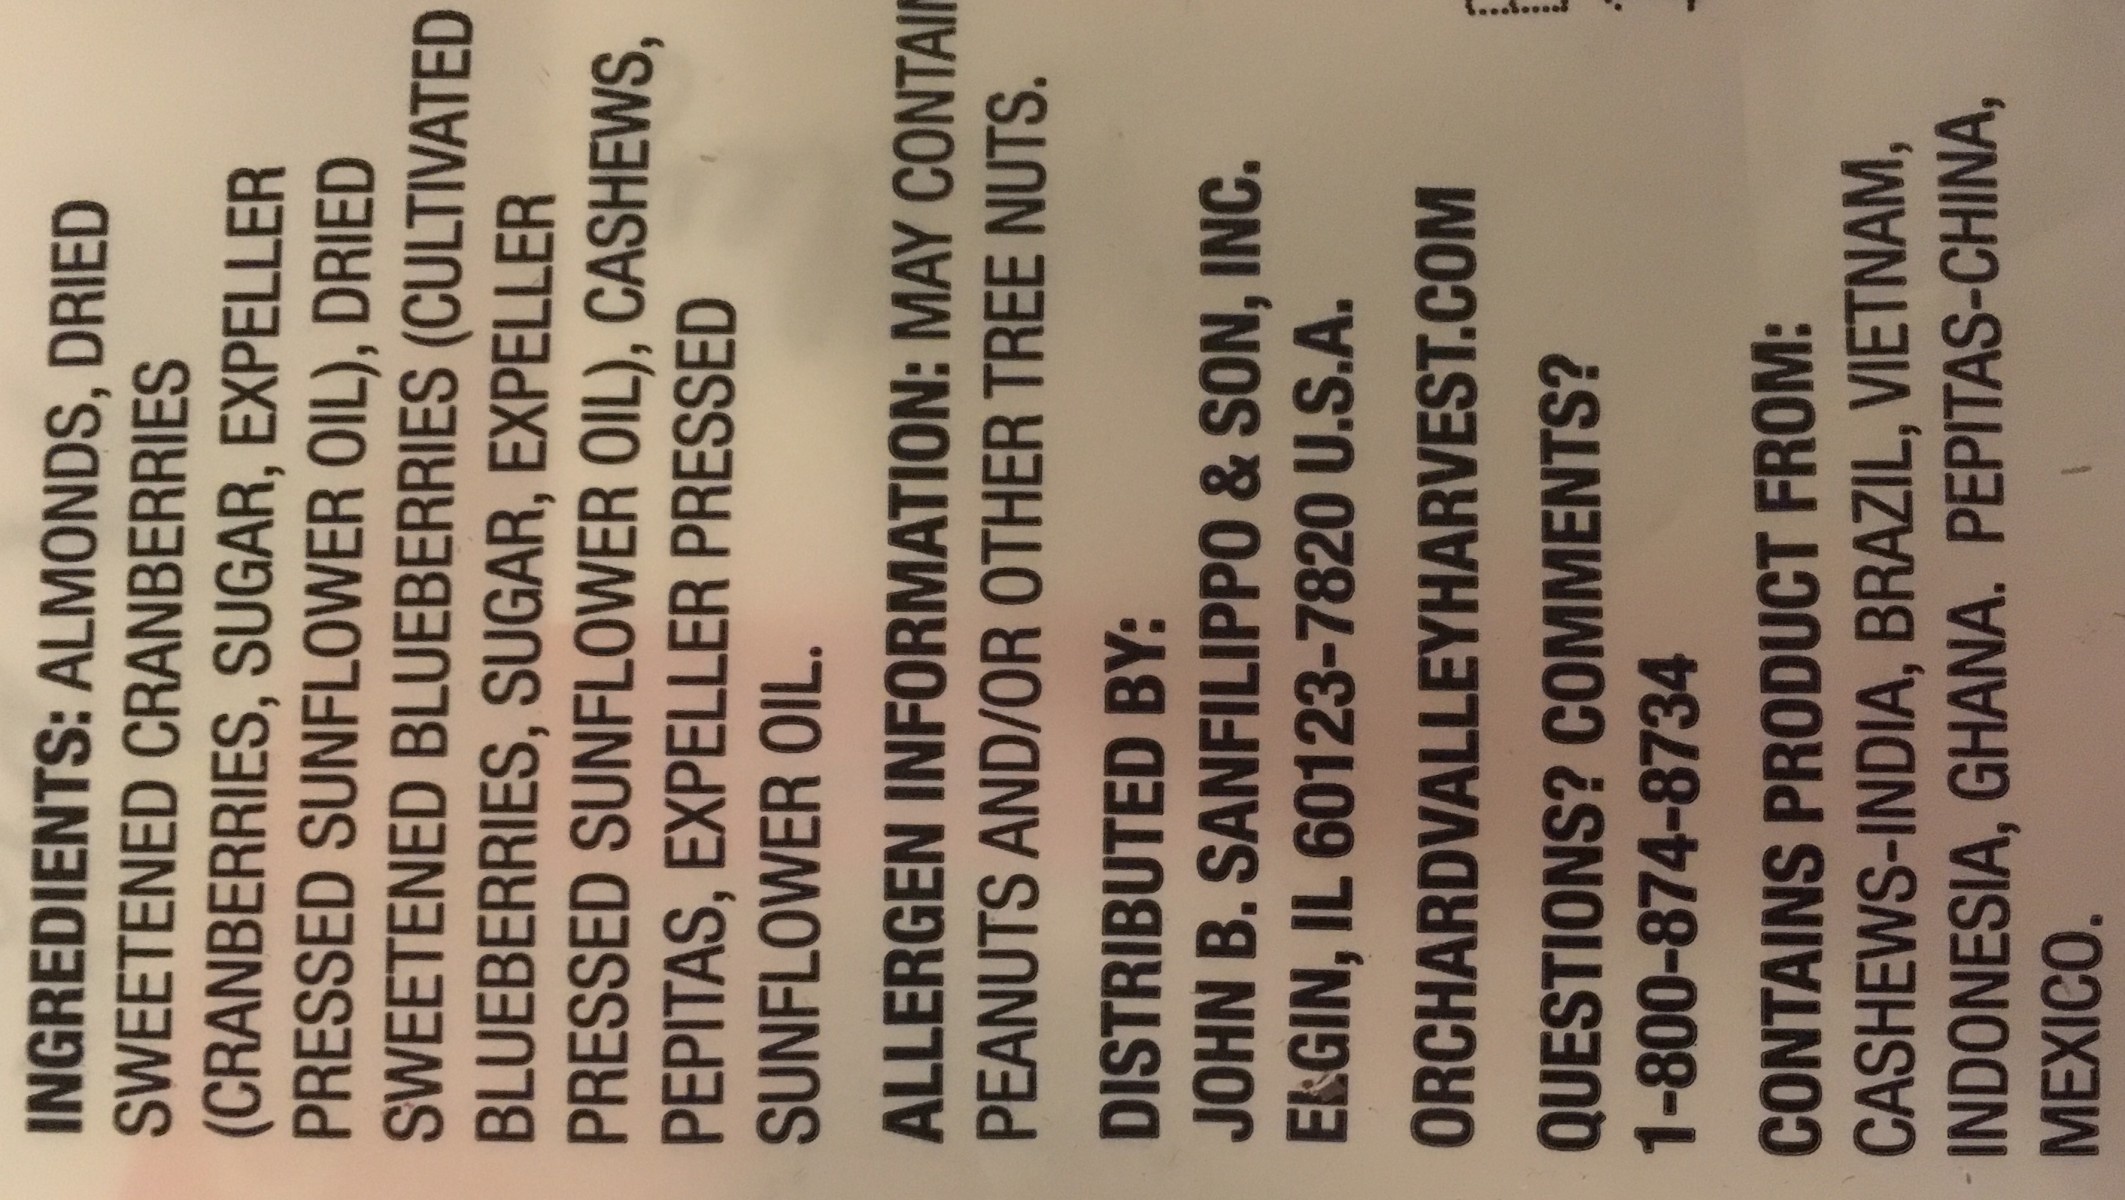 INGREDIENTS: ALMONDS, DRIED
SWEETENED CRANBERRIES
(CRANBERRIES, SUGAR, EXPELLER
PRESSED SUNFLOWER OIL), DRIED
SWEETENED BLUEBERRIES (CULTIVATED
BLUEBERRIES, SUGAR, EXPELLER
PRESSED SUNFLOWER OIL), CASHEWS,
PEPITAS, EXPELLER PRESSED
SUNFLOWER OIL.
ALLERGEN INFORMATION: MAY CONTAIN
PEANUTS AND/OR OTHER TREE NUTS.
DISTRIBUTED BY:
JOHN B. SANFILIPPO & SON, INC.
ELGIN, IL 60123-7820 U.S.A.
ORCHARDVALLEYHARVEST.COM
QUESTIONS? COMMENTS?
1-800-874-8734
CONTAINS PRODUCT FROM:
CASHEWS-INDIA, BRAZIL, VIETNAM,
INDONESIA, GHANA. PEPITAS-CHINA,
MEXICO.